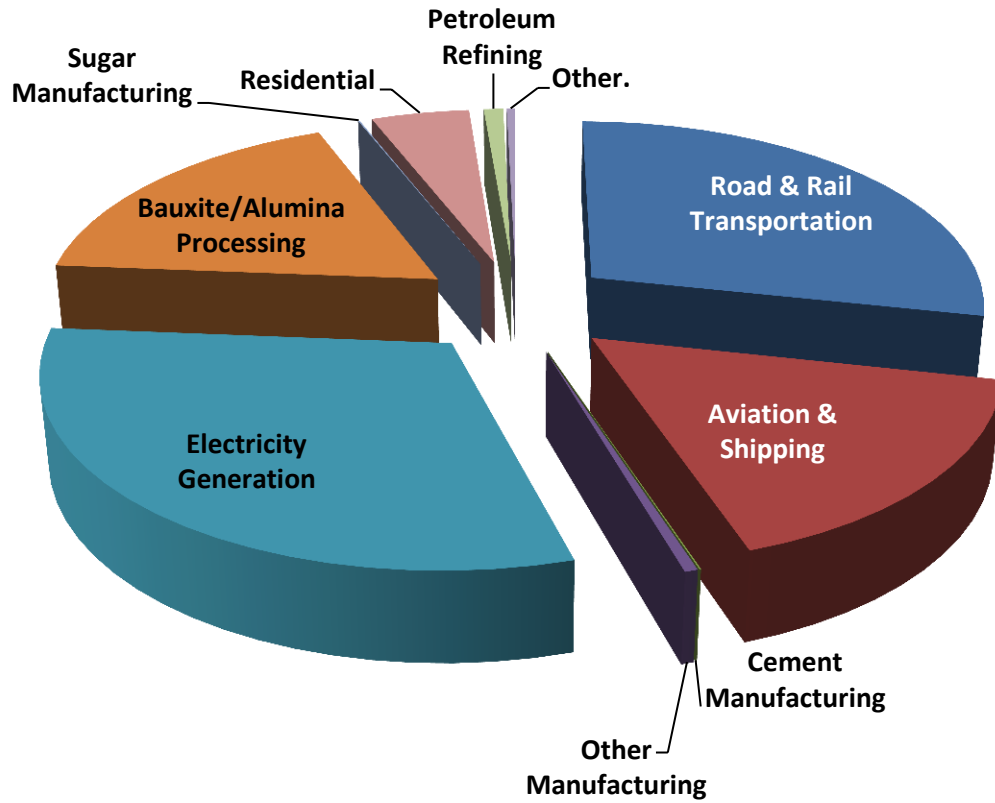 Petroleum
Refining
Sugar
Manufacturing
Residential
Other.
Road & Rail
Transportation
Bauxite/Alumina
Processing
Aviation &
Shipping
Electricity
Generation
Cement
Manufacturing
Other
Manufacturing